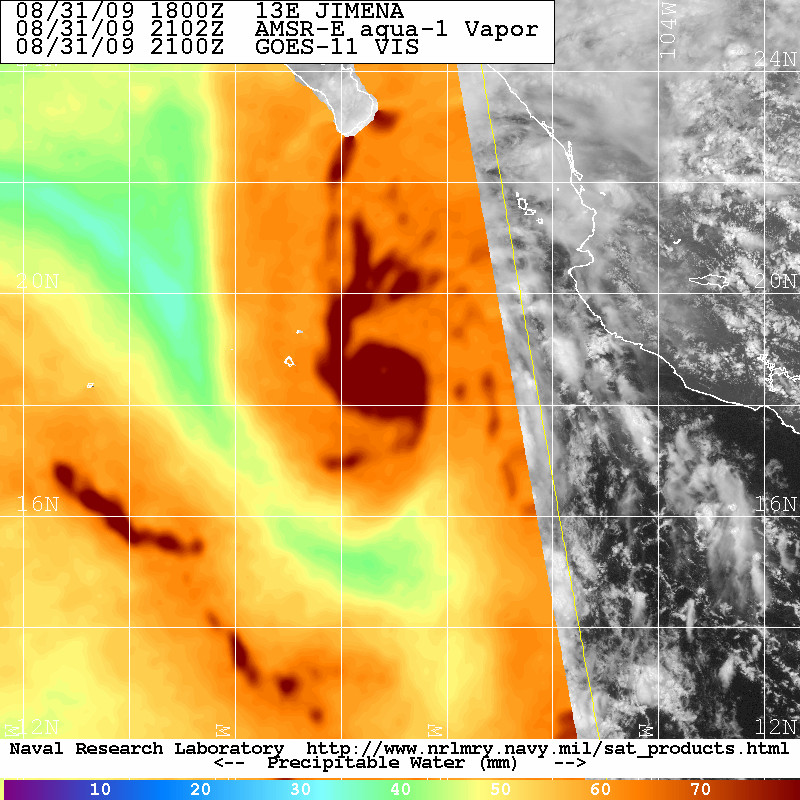 08/31/09 1800Z 13E JIMENA
08/31/09 2102Z AMSR-E aqua-1 Vapor
08/31/09 2100Z GOES-11 VIS
104W
24N
20N 20N
16N 16N
12N W W W 12N
Naval Research Laboratory http://www.nrlmry.navy.mil/sat_products.html
<-- Precipitable Water (mm) -->
10 20 30 40 50 60 70